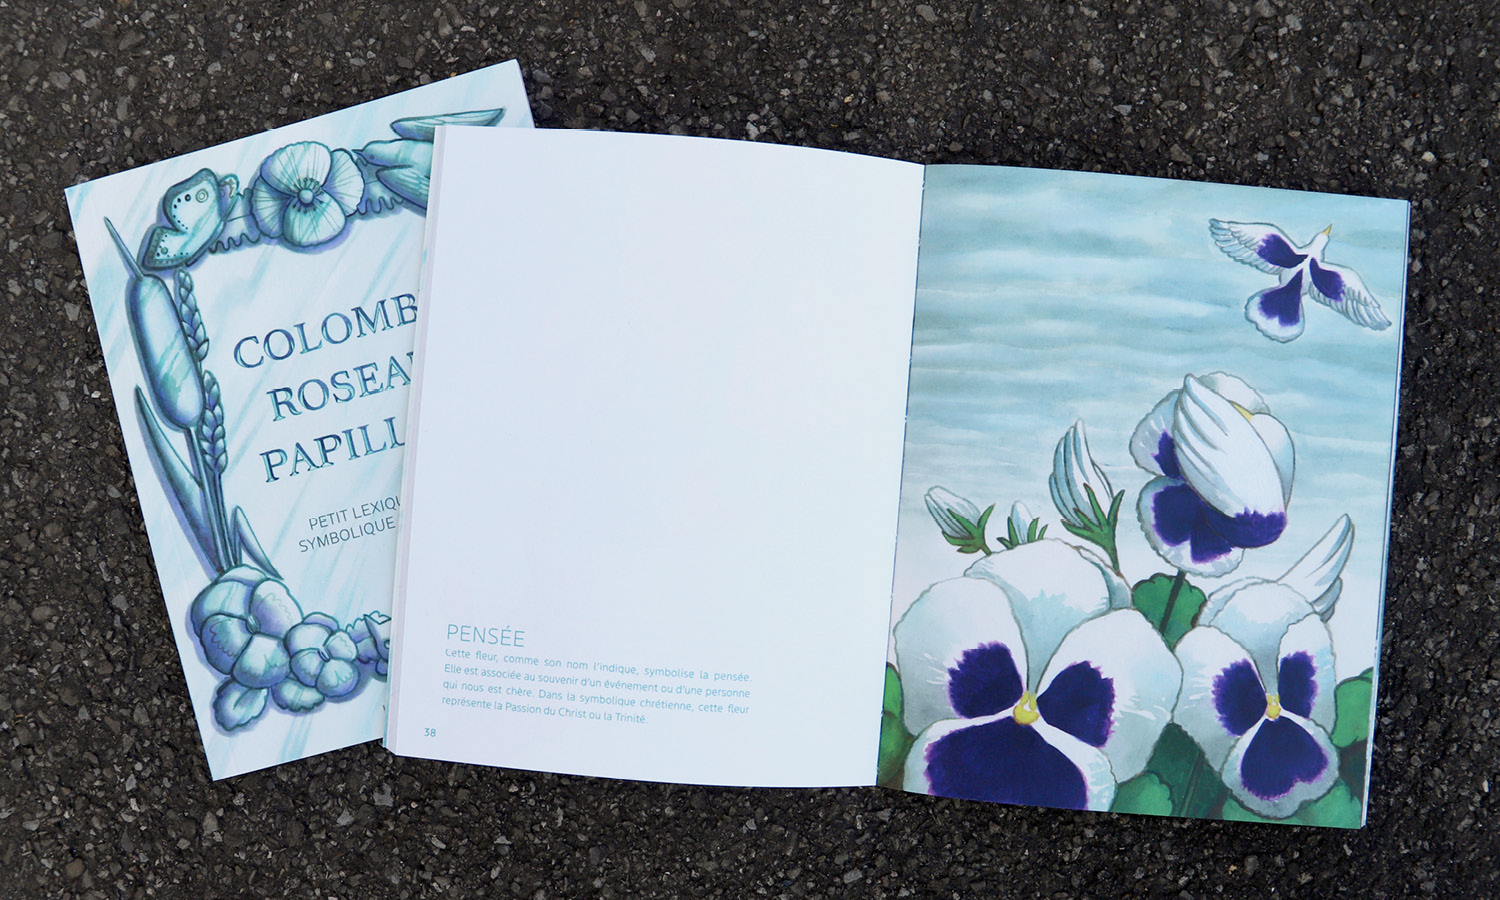 COLOMB
ROSEA
PAPILL
PETIT LEXIQU
SYMBOLIQUE
PENSÉE
Cette fleur, comme son nom l'indique, symbolise la pensée.
Elle est associée au souvenir d'un événement ou d'une personne
qui nous est chère. Dans la symbolique chrétienne, cette fleur
représente la Passion du Christ ou la Trinité.
38